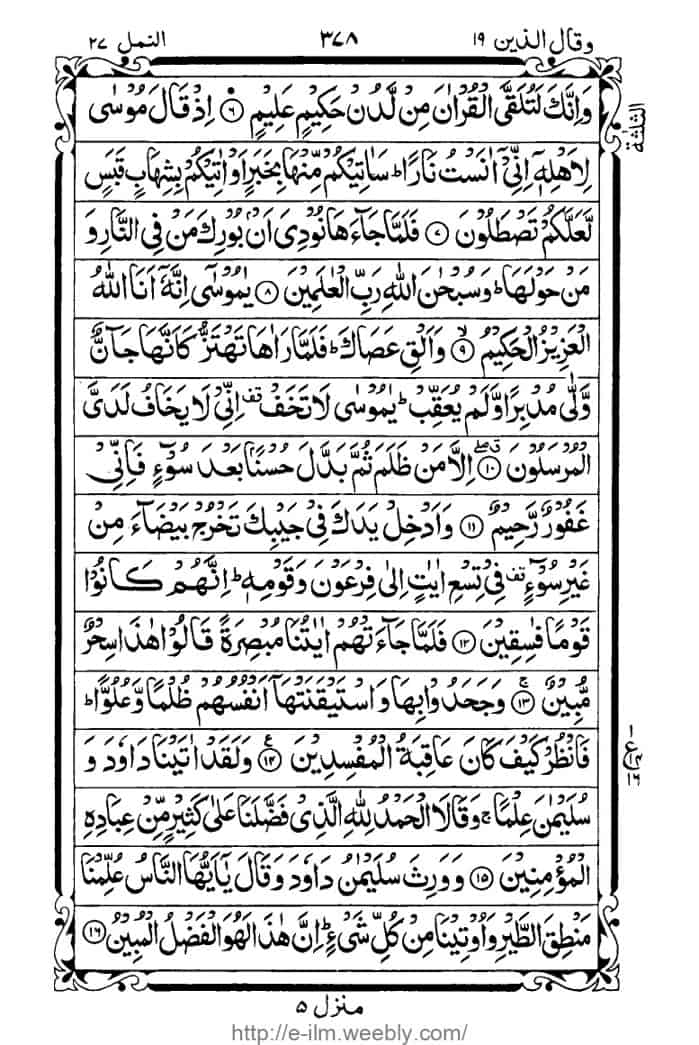 وقال الذين ١٩
٣٧٨
النمل ٢٧
وَاِنَّكَ لَتُلَقَّى الْقُرْاٰنَ مِنْ لَّدُنْ حَكِيْمٍ عَلِيْمٍ ۝٦ اِذْ قَالَ مُوْسٰى
الثلثة
لِاَهْلِهٖۤ اِنِّيْۤ اٰنَسْتُ نَارًا ؕ سَاٰتِيْكُمْ مِّنْهَا بِخَبَرٍ اَوْ اٰتِيْكُمْ بِشِهَابٍ قَبَسٍ
لَّعَلَّكُمْ تَصْطَلُوْنَ ۝٧ فَلَمَّا جَآءَهَا نُوْدِيَ اَنْۢ بُوْرِكَ مَنْ فِي النَّارِ وَ
مَنْ حَوْلَهَا ؕ وَسُبْحٰنَ اللّٰهِ رَبِّ الْعٰلَمِيْنَ ۝٨ يٰمُوْسٰۤى اِنَّهٗۤ اَنَا اللّٰهُ
الْعَزِيْزُ الْحَكِيْمُ ۝٩ۙ وَاَلْقِ عَصَاكَ ؕ فَلَمَّا رَاٰهَا تَهْتَزُّ كَاَنَّهَا جَآنٌّ
وَّلّٰى مُدْبِرًا وَّلَمْ يُعَقِّبْ ؕ يٰمُوْسٰى لَا تَخَفْ ۫ اِنِّيْ لَا يَخَافُ لَدَيَّ
الْمُرْسَلُوْنَ ۝١٠ اِلَّا مَنْ ظَلَمَ ثُمَّ بَدَّلَ حُسْنًۢا بَعْدَ سُوْٓءٍ فَاِنِّيْ
غَفُوْرٌ رَّحِيْمٌ ۝١١ وَاَدْخِلْ يَدَكَ فِيْ جَيْبِكَ تَخْرُجْ بَيْضَآءَ مِنْ
غَيْرِ سُوْٓءٍ ۫ فِيْ تِسْعِ اٰيٰتٍ اِلٰى فِرْعَوْنَ وَقَوْمِهٖ ؕ اِنَّهُمْ كَانُوْا
قَوْمًا فٰسِقِيْنَ ۝١٢ فَلَمَّا جَآءَتْهُمْ اٰيٰتُنَا مُبْصِرَةً قَالُوْا هٰذَا سِحْرٌ
مُّبِيْنٌ ۝١٣ۚ وَجَحَدُوْا بِهَا وَاسْتَيْقَنَتْهَاۤ اَنْفُسُهُمْ ظُلْمًا وَّعُلُوًّا ؕ
فَانْظُرْ كَيْفَ كَانَ عَاقِبَةُ الْمُفْسِدِيْنَ ۝١٤ ع وَلَقَدْ اٰتَيْنَا دَاوٗدَ وَ
١
ع ١٤
١٦
سُلَيْمٰنَ عِلْمًا ۚ وَقَالَا الْحَمْدُ لِلّٰهِ الَّذِيْ فَضَّلَنَا عَلٰى كَثِيْرٍ مِّنْ عِبَادِهِ
الْمُؤْمِنِيْنَ ۝١٥ وَوَرِثَ سُلَيْمٰنُ دَاوٗدَ وَقَالَ يٰۤاَيُّهَا النَّاسُ عُلِّمْنَا
مَنْطِقَ الطَّيْرِ وَاُوْتِيْنَا مِنْ كُلِّ شَيْءٍ ؕ اِنَّ هٰذَا لَهُوَ الْفَضْلُ الْمُبِيْنُ ۝١٦
منزل ٥
http://e-ilm.weebly.com/